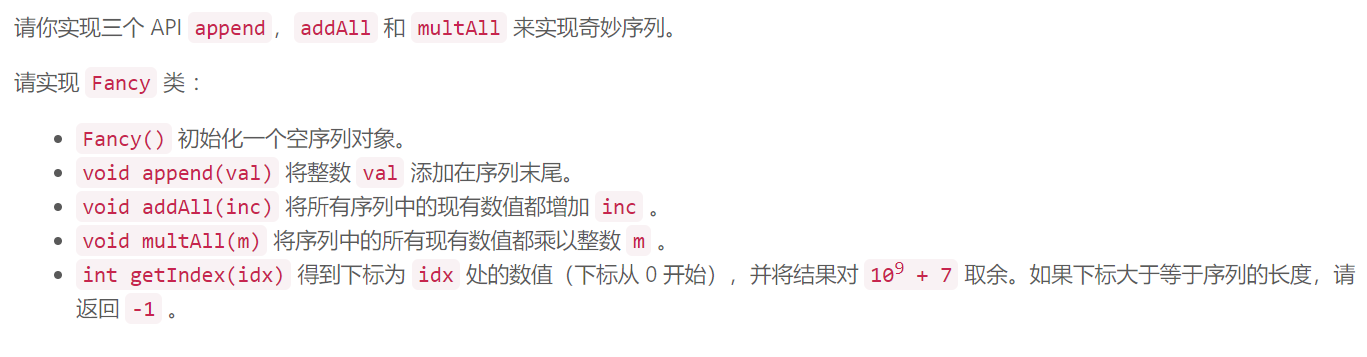 请你实现三个 API append，addAll 和 multAll 来实现奇妙序列。
请实现 Fancy 类：
• Fancy() 初始化一个空序列对象。
• void append(val) 将整数 val 添加在序列末尾。
• void addAll(inc) 将所有序列中的现有数值都增加 inc 。
• void multAll(m) 将序列中的所有现有数值都乘以整数 m 。
• int getIndex(idx) 得到下标为 idx 处的数值（下标从 0 开始），并将结果对 10⁹ + 7 取余。如果下标大于等于序列的长度，请
返回 -1 。